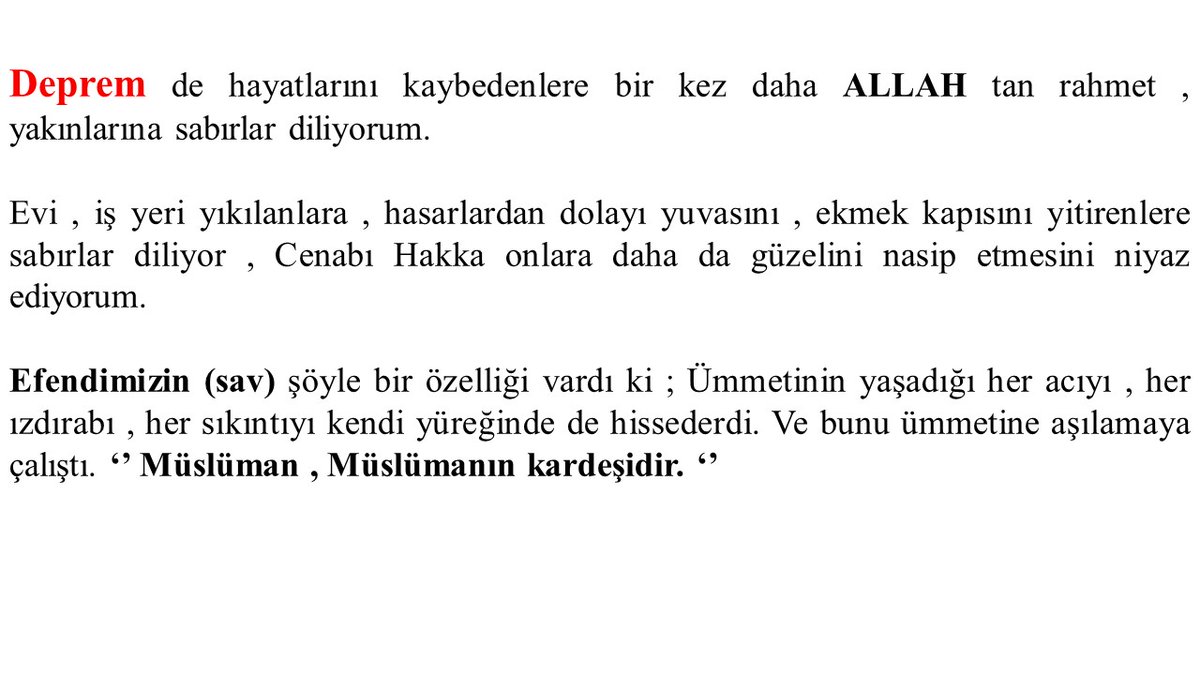 Deprem de hayatlarını kaybedenlere bir kez daha ALLAH tan rahmet ,
yakınlarına sabırlar diliyorum.
Evi , iş yeri yıkılanlara , hasarlardan dolayı yuvasını , ekmek kapısını yitirenlere
sabırlar diliyor , Cenabı Hakka onlara daha da güzelini nasip etmesini niyaz
ediyorum.
Efendimizin (sav) şöyle bir özelliği vardı ki ; Ümmetinin yaşadığı her acıyı , her
ızdırabı , her sıkıntıyı kendi yüreğinde de hissederdi. Ve bunu ümmetine aşılamaya
çalıştı. ‘’ Müslüman , Müslümanın kardeşidir. ‘’